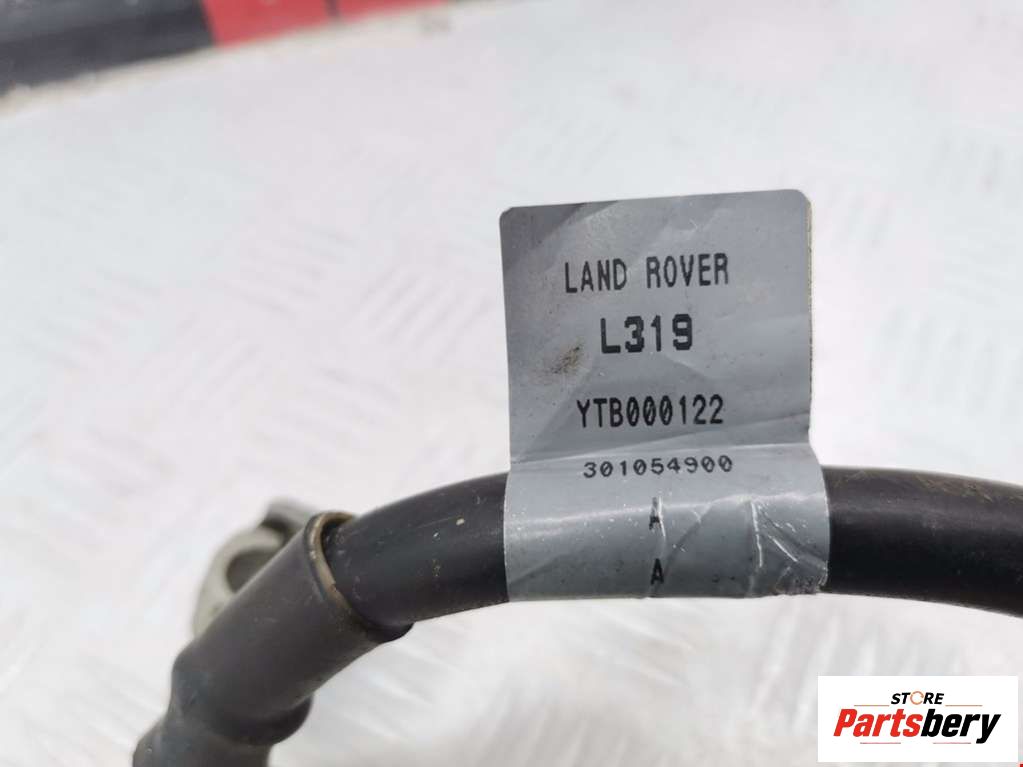 LAND ROVER
L319
YTB000122
301054900
A
A
STORE
Partsbery